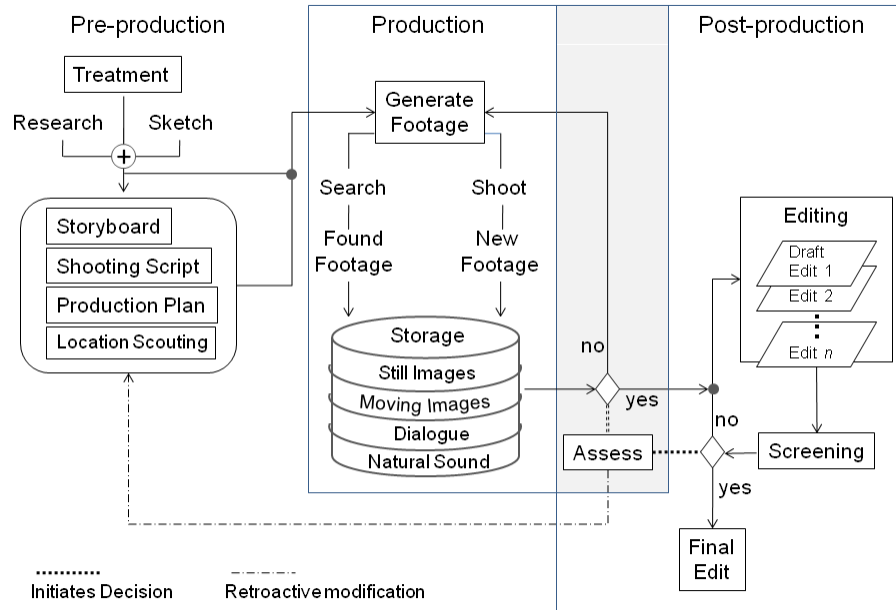 Pre-production
Production
Post-production
Treatment
Research
Sketch
+
Storyboard
Shooting Script
Production Plan
Location Scouting
Generate
Footage
Search
Shoot
Found
Footage
New
Footage
Storage
Still Images
Moving Images
Dialogue
Natural Sound
no
yes
Assess
Editing
Draft
Edit 1
Edit 2
Edit n
no
yes
Screening
Final
Edit
Initiates Decision
Retroactive modification